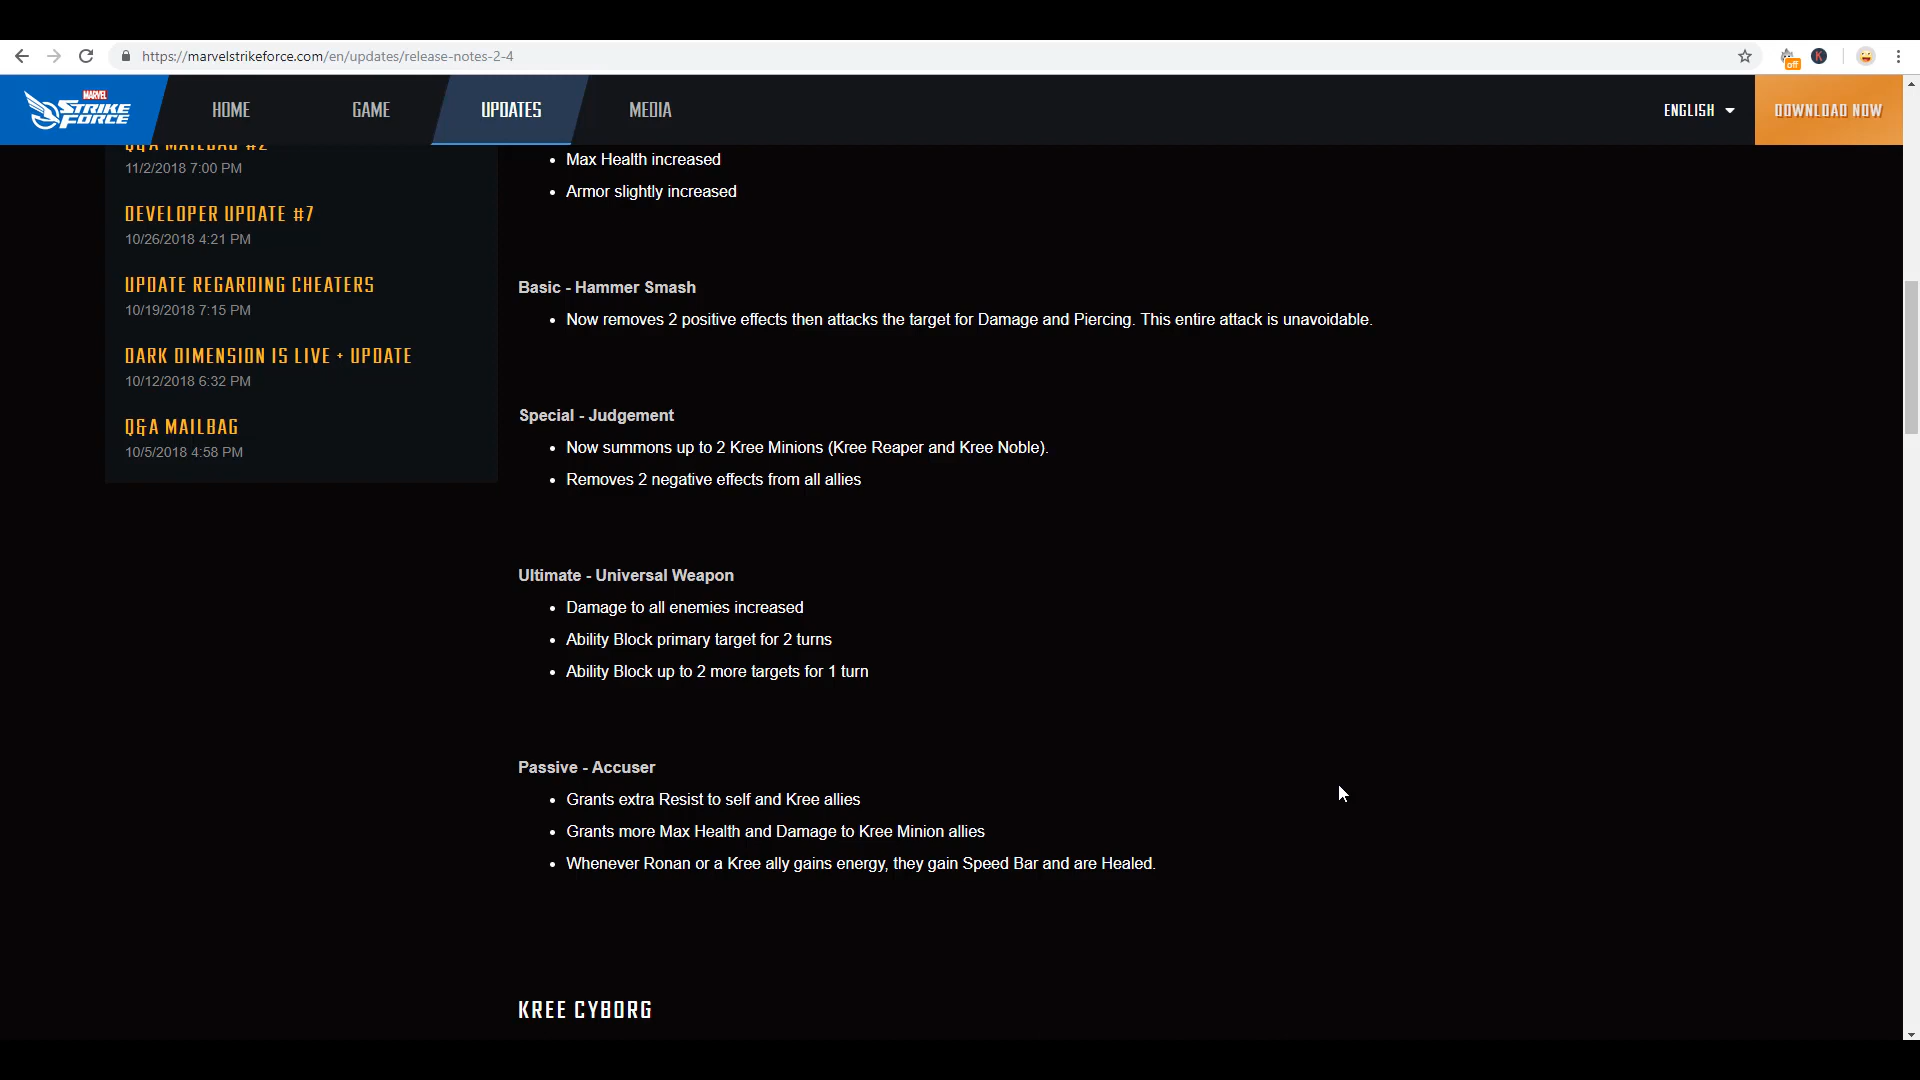 https://marvelstrikeforce.com/en/updates/release-notes-2-4
off
K
MARVEL
STRIKE
FORCE
HOME
GAME
UPDATES
MEDIA
ENGLISH
DOWNLOAD NOW
Q&A MAILBAG #2
11/2/2018 7:00 PM
DEVELOPER UPDATE #7
10/26/2018 4:21 PM
UPDATE REGARDING CHEATERS
10/19/2018 7:15 PM
DARK DIMENSION IS LIVE + UPDATE
10/12/2018 6:32 PM
Q&A MAILBAG
10/5/2018 4:58 PM
• Max Health increased
• Armor slightly increased
Basic - Hammer Smash
• Now removes 2 positive effects then attacks the target for Damage and Piercing. This entire attack is unavoidable.
Special - Judgement
• Now summons up to 2 Kree Minions (Kree Reaper and Kree Noble).
• Removes 2 negative effects from all allies
Ultimate - Universal Weapon
• Damage to all enemies increased
• Ability Block primary target for 2 turns
• Ability Block up to 2 more targets for 1 turn
Passive - Accuser
• Grants extra Resist to self and Kree allies
• Grants more Max Health and Damage to Kree Minion allies
• Whenever Ronan or a Kree ally gains energy, they gain Speed Bar and are Healed.
KREE CYBORG